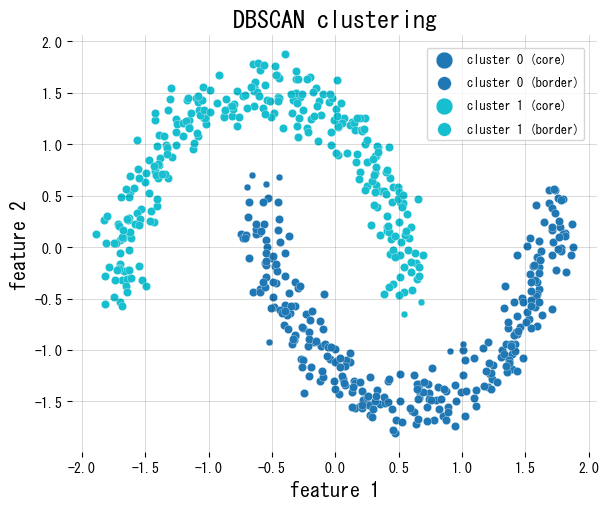 DBSCAN clustering
cluster 0 (core)
cluster 0 (border)
cluster 1 (core)
cluster 1 (border)
2.0
1.5
1.0
0.5
0.0
-0.5
-1.0
-1.5
feature 2
-2.0 -1.5 -1.0 -0.5 0.0 0.5 1.0 1.5 2.0
feature 1